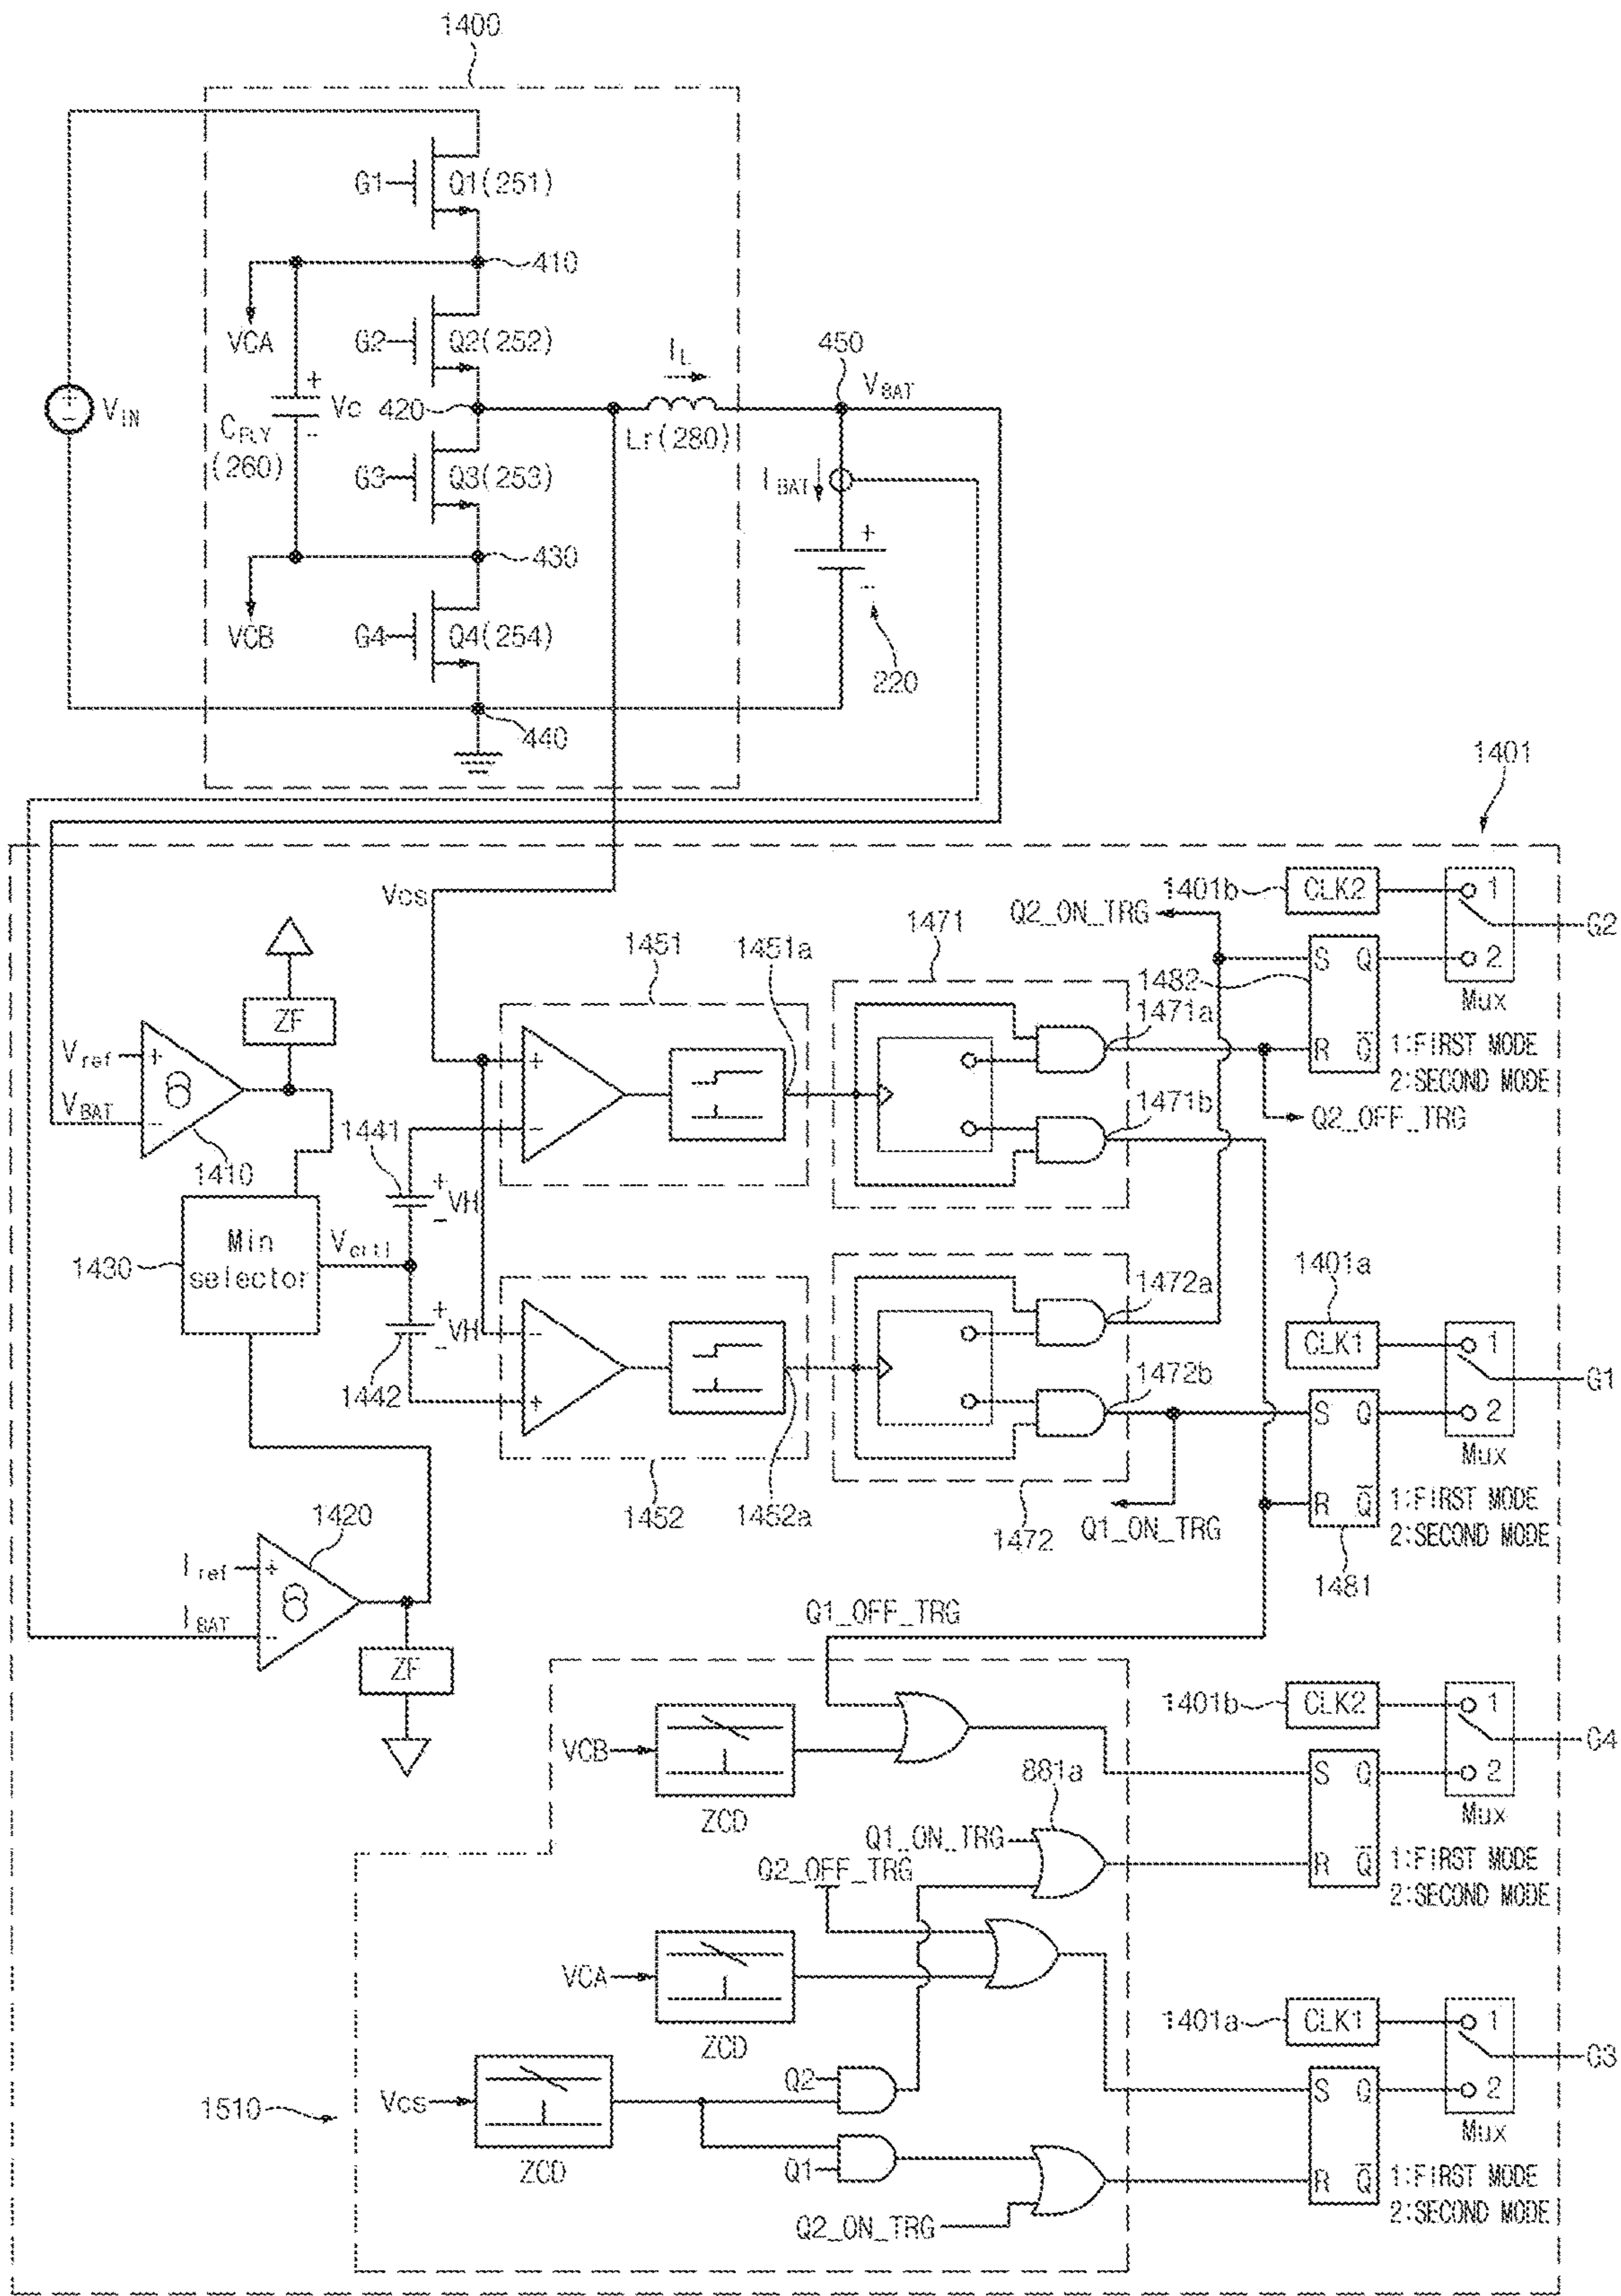 1400
G1
Q1(251)
410
VCA
G2
Q2(252)
450
IL
VBAT
VIN
+
Vc
420
CFLY
(260)
-
Lr(280)
G3
Q3(253)
IBAT
+
430
-
VCB
G4
Q4(254)
220
440
1401
Vcs
1401b
CLK2
1
Q2_ON_TRG
1471
G2
1451
1451a
S Q
2
1482
Mux
ZF
1471a
Vref
+
+
R Q
1:FIRST MODE
2:SECOND MODE
VBAT
-
1441
-
1471b
Q2_OFF_TRG
1410
+
VH
-
Min
selector
Vcrtl
1430
1401a
1472a
+
VH
-
-
CLK1
1
1442
+
1472b
G1
S Q
2
Mux
1420
1452
1452a
1472
Q1_ON_TRG
R Q
1:FIRST MODE
2:SECOND MODE
Iref
+
1481
IBAT
-
Q1_OFF_TRG
ZF
1401b
CLK2
1
VCB
G4
881a
S Q
2
ZCD
Mux
Q1_ON_TRG
Q2_OFF_TRG
R Q
1:FIRST MODE
2:SECOND MODE
VCA
1401a
CLK1
1
ZCD
G3
Q2
S Q
2
1510
Vcs
Mux
ZCD
Q1
R Q
1:FIRST MODE
2:SECOND MODE
Q2_ON_TRG